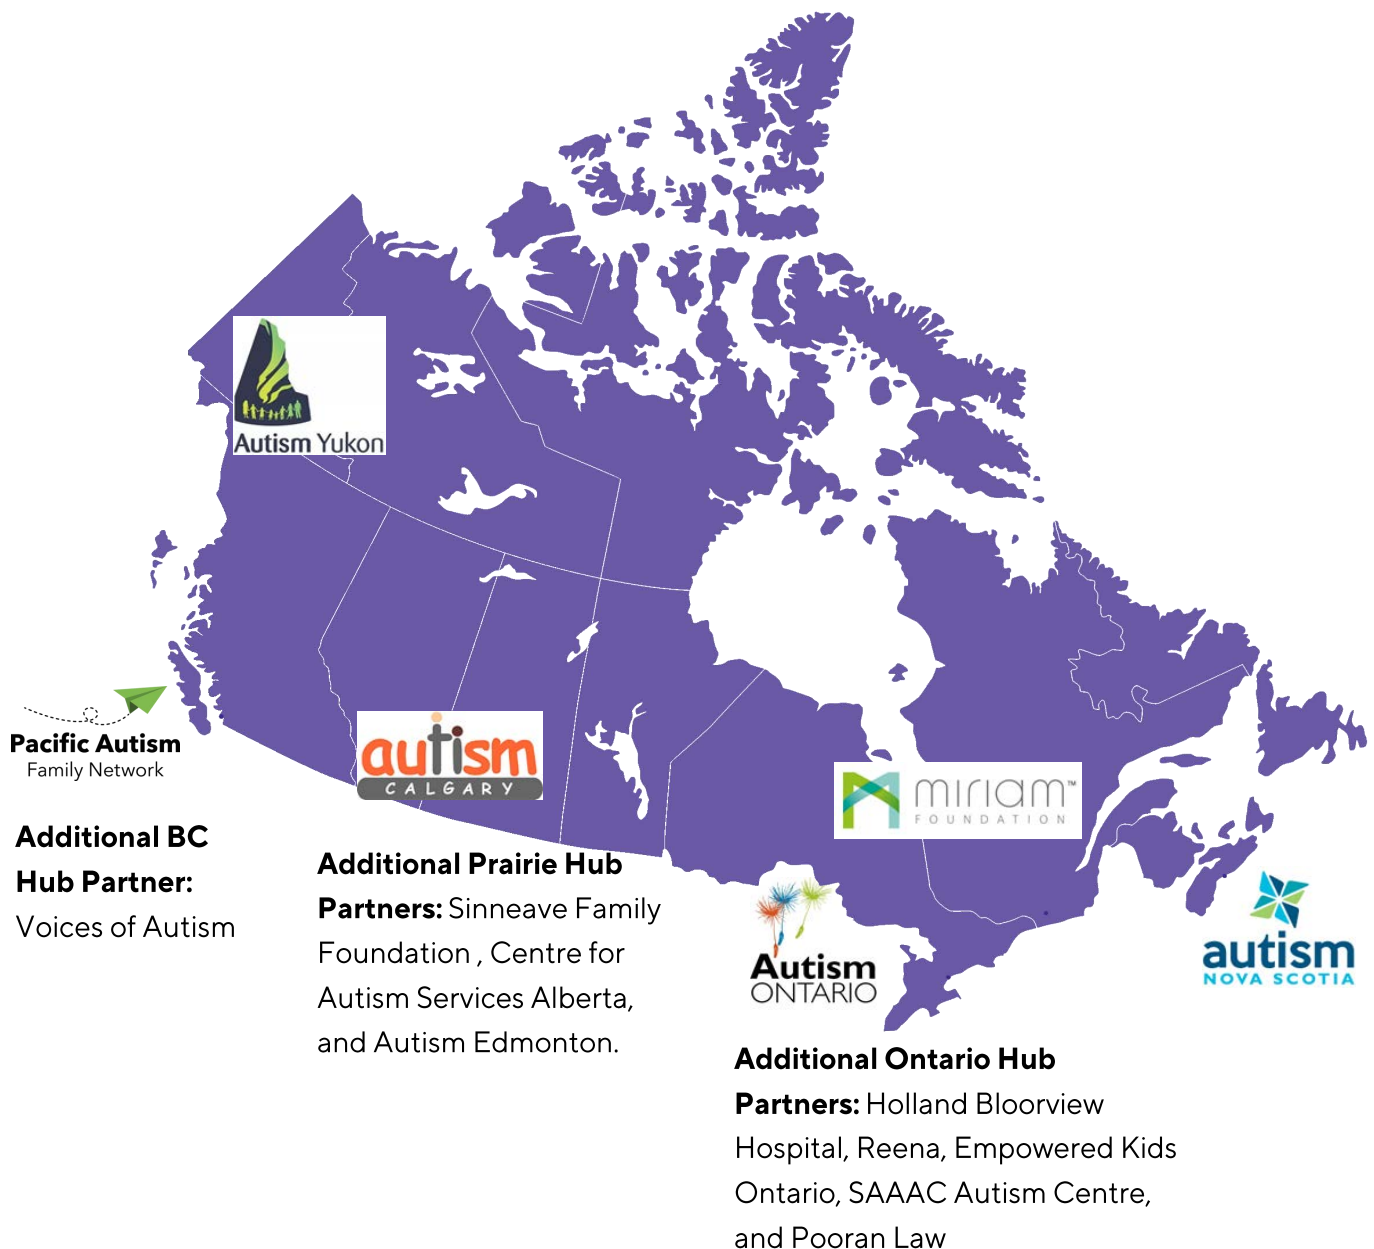 Autism Yukon
Pacific Autism
Family Network
autism
CALGARY
miriam™
FOUNDATION
Additional BC
Hub Partner:
Voices of Autism
Additional Prairie Hub
Partners: Sinneave Family
Foundation , Centre for
Autism Services Alberta,
and Autism Edmonton.
Autism
ONTARIO
autism
NOVA SCOTIA
Additional Ontario Hub
Partners: Holland Bloorview
Hospital, Reena, Empowered Kids
Ontario, SAAAC Autism Centre,
and Pooran Law